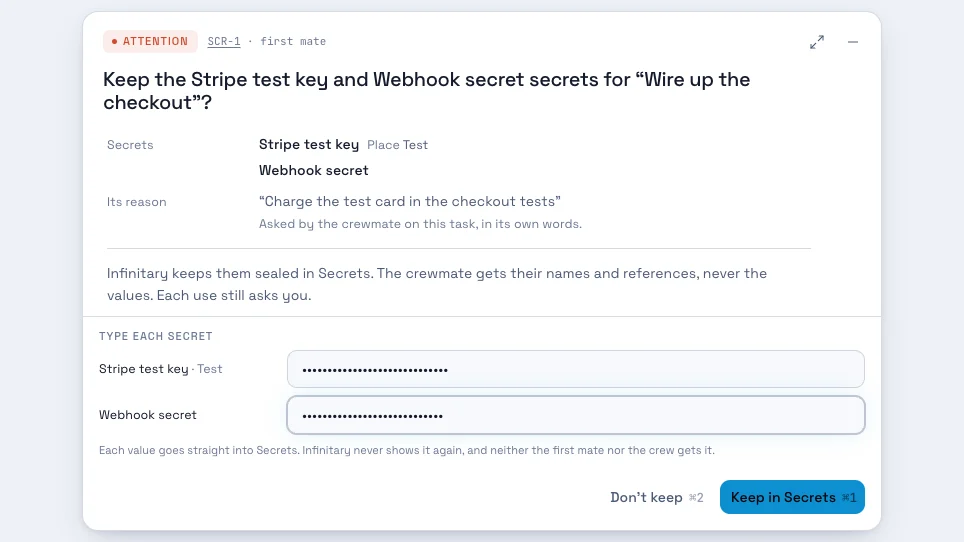 ATTENTION SCR-1 · first mate
Keep the Stripe test key and Webhook secret secrets for “Wire up the
checkout”?
Secrets Stripe test key Place Test
Webhook secret
Its reason “Charge the test card in the checkout tests”
Asked by the crewmate on this task, in its own words.
Infinitary keeps them sealed in Secrets. The crewmate gets their names and references, never the
values. Each use still asks you.
TYPE EACH SECRET
Stripe test key · Test
Webhook secret
Each value goes straight into Secrets. Infinitary never shows it again, and neither the first mate nor the crew gets it.
Don’t keep ⌘2 Keep in Secrets ⌘1